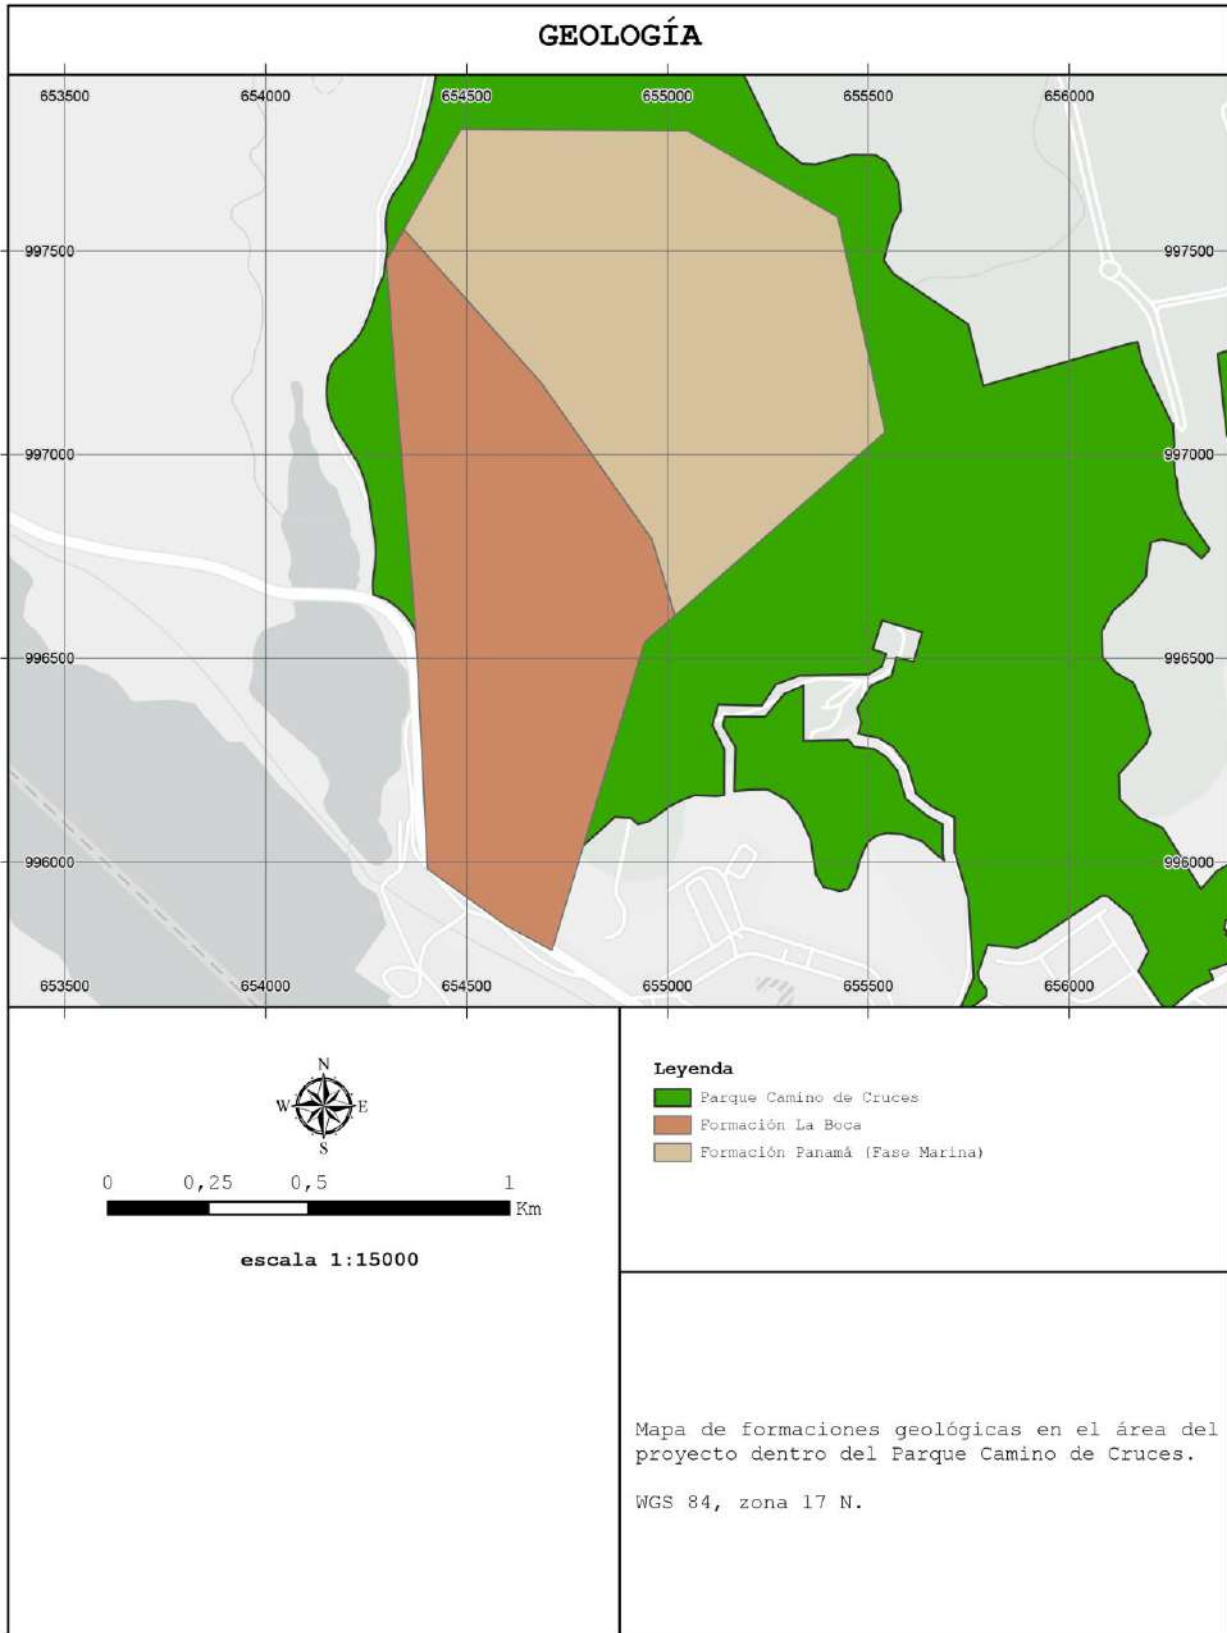 GEOLOGÍA
653500 654000 654500 655000 655500 656000
997500 997500
997000 997000
996500 996500
996000 996000
653500 654000 654500 655000 655500 656000
N
W E
S
0 0,25 0,5 1
Km
escala 1:15000
Leyenda
Parque Camino de Cruces
Formación La Boca
Formación Panamá (Fase Marina)
Mapa de formaciones geológicas en el área del
proyecto dentro del Parque Camino de Cruces.
WGS 84, zona 17 N.